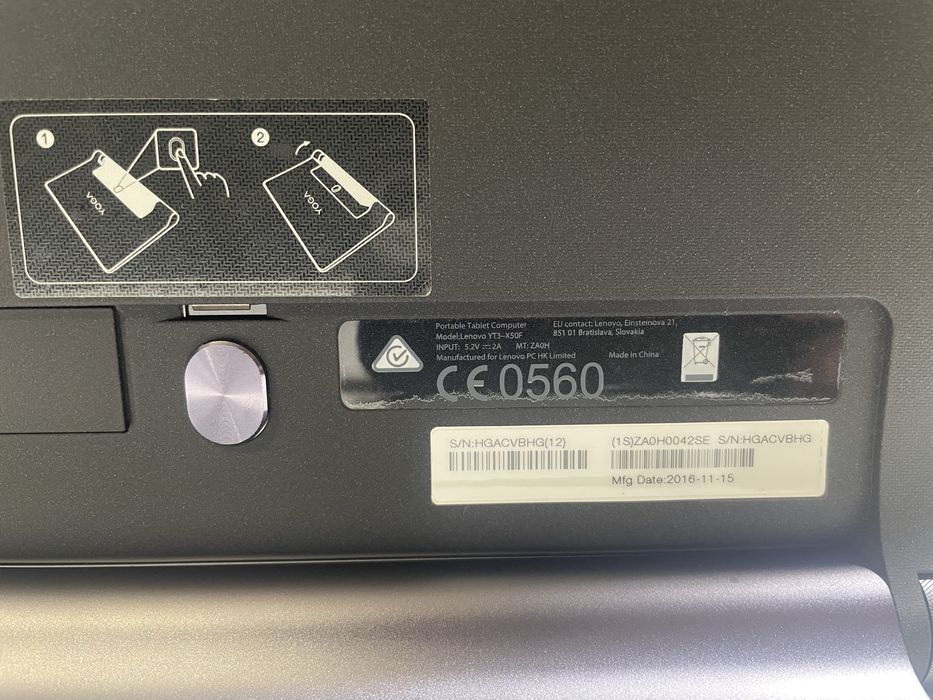 1
2
YOGA
YOGA
Portable Tablet Computer
Model:Lenovo YT3-X50F
INPUT: 5.2V⎓2A MT: ZA0H
Manufactured for Lenovo PC HK Limited
EU contact: Lenovo, Einsteinova 21,
851 01 Bratislava, Slovakia
Made in China
CE0560
S/N:HGACVBHG(12)
(1S)ZA0H0042SE S/N:HGACVBHG
Mfg Date:2016-11-15